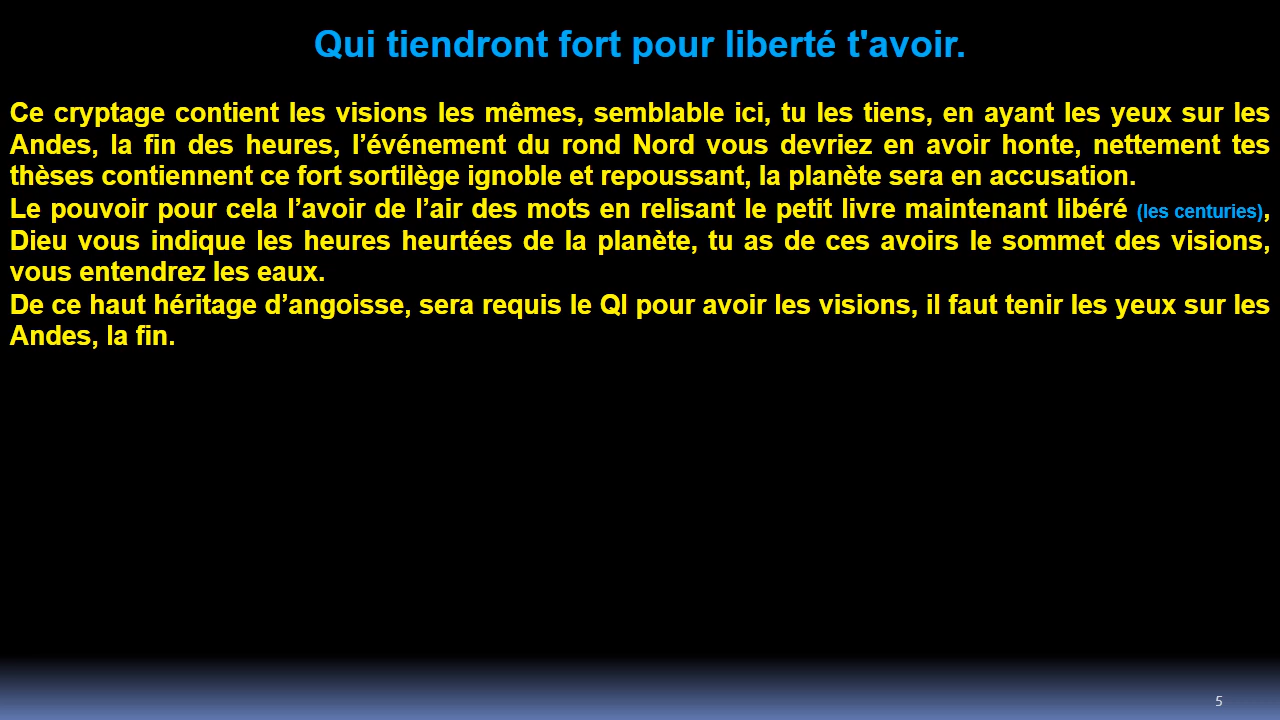 Qui tiendront fort pour liberté t'avoir.
Ce cryptage contient les visions les mêmes, semblable ici, tu les tiens, en ayant les yeux sur les
Andes, la fin des heures, l’événement du rond Nord vous devriez en avoir honte, nettement tes
thèses contiennent ce fort sortilège ignoble et repoussant, la planète sera en accusation.
Le pouvoir pour cela l’avoir de l’air des mots en relisant le petit livre maintenant libéré (les centuries),
Dieu vous indique les heures heurtées de la planète, tu as de ces avoirs le sommet des visions,
vous entendrez les eaux.
De ce haut héritage d’angoisse, sera requis le QI pour avoir les visions, il faut tenir les yeux sur les
Andes, la fin.
5